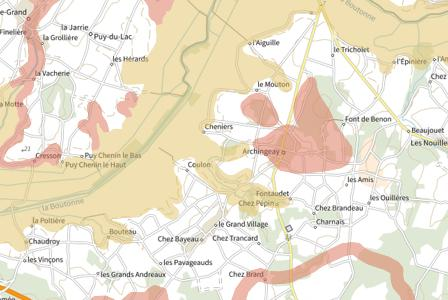 -Grand
la Jarrie
Finelière
la Grollière
Puy-du-Lac
la Boutonne
l'Aiguille
les Hérards
le Tricholet
l'Épinière
la Vacherie
le Mouton
Chez
la Motte
Font de Benon
Cheniers
Beaujouet
Les Nouille
21
Archingeay
Cresson
Puy Chenin le Bas
Puy Chenin le Haut
Coulon
les Amis
la Boutonne
Fontaudet
Chez Pépin
les Ouillères
Chez Brandeau
la Poltière
le Grand Village
Charnais
Bouteau
Chaudroy
Chez Bayeau
Chez Trancard
les Vinçons
les Pavageauds
les Grands Andreaux
Chez Brard